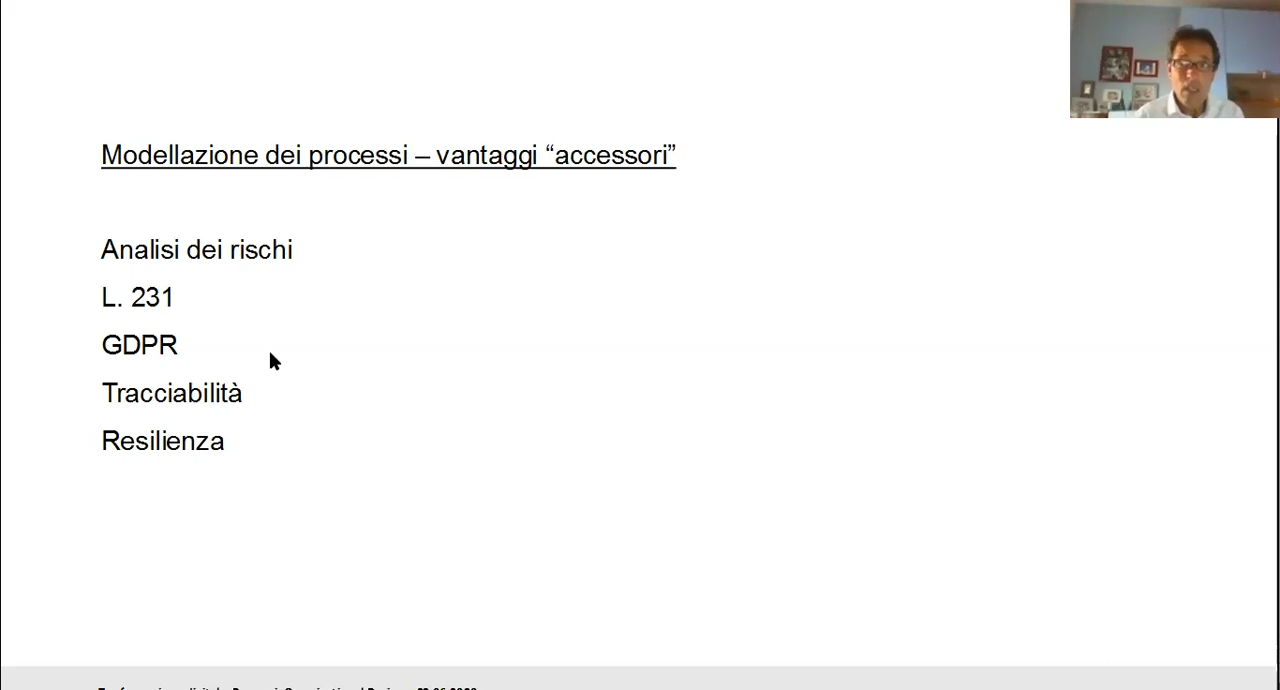 Modellazione dei processi – vantaggi “accessori”
Analisi dei rischi
L. 231
GDPR
Tracciabilità
Resilienza